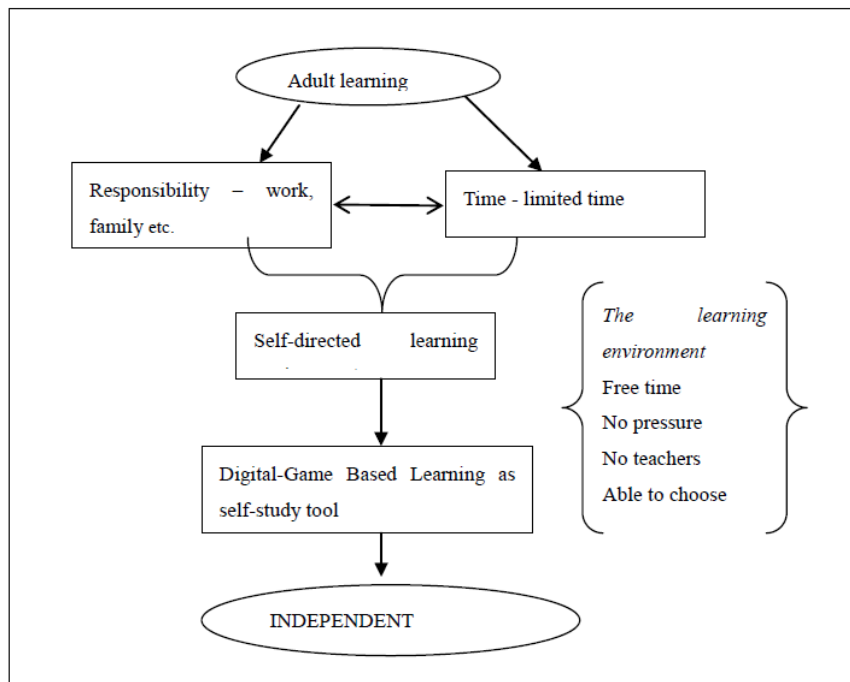 Adult learning
Responsibility – work,
family etc.
Time - limited time
Self-directed learning
The learning
environment
Free time
No pressure
No teachers
Able to choose
Digital-Game Based Learning as
self-study tool
INDEPENDENT